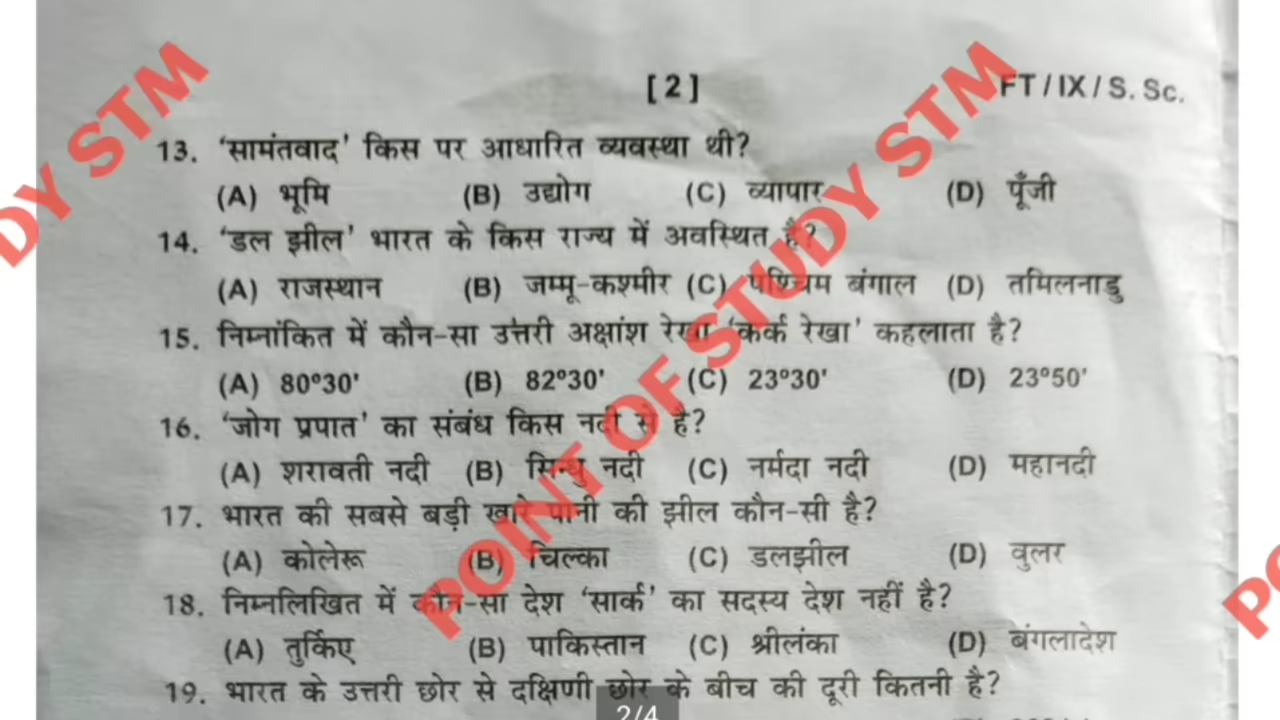 [ 2 ]
FT / IX / S. Sc.
13. ‘सामंतवाद’ किस पर आधारित व्यवस्था थी?
(A) भूमि (B) उद्योग (C) व्यापार (D) पूँजी
14. ‘डल झील’ भारत के किस राज्य में अवस्थित है?
(A) राजस्थान (B) जम्मू-कश्मीर (C) पश्चिम बंगाल (D) तमिलनाडु
15. निम्नांकित में कौन-सा उत्तरी अक्षांश रेखा ‘कर्क रेखा’ कहलाता है?
(A) 80°30' (B) 82°30' (C) 23°30' (D) 23°50'
16. ‘जोग प्रपात’ का संबंध किस नदी से है?
(A) शरावती नदी (B) सिन्धु नदी (C) नर्मदा नदी (D) महानदी
17. भारत की सबसे बड़ी खारे पानी की झील कौन-सी है?
(A) कोलेरू (B) चिल्का (C) डलझील (D) वुलर
18. निम्नलिखित में कौन-सा देश ‘सार्क’ का सदस्य देश नहीं है?
(A) तुर्किए (B) पाकिस्तान (C) श्रीलंका (D) बंगलादेश
19. भारत के उत्तरी छोर से दक्षिणी छोर के बीच की दूरी कितनी है?
2/4
DY STM
POINT OF STUDY STM
PO